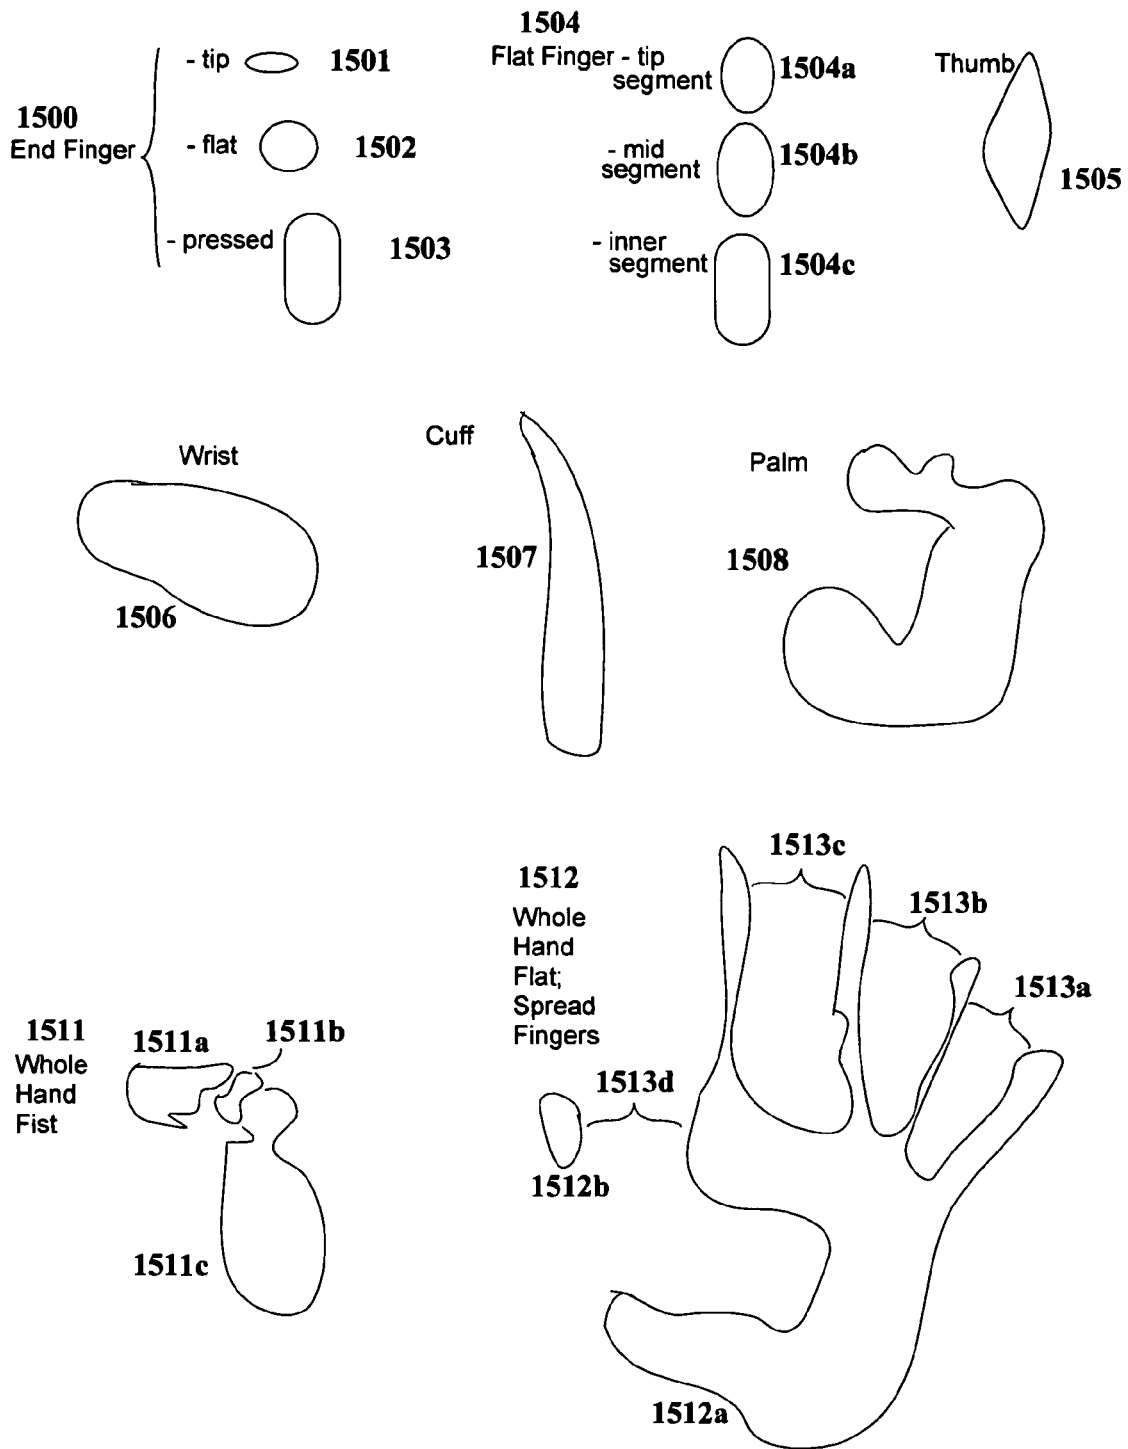 1500
End Finger
- tip 1501
- flat 1502
- pressed 1503
1504
Flat Finger - tip
segment 1504a
- mid
segment 1504b
- inner
segment 1504c
Thumb
1505
Wrist
1506
Cuff
1507
Palm
1508
1511
Whole
Hand
Fist
1511a
1511b
1511c
1512
Whole
Hand
Flat;
Spread
Fingers
1513c
1513b
1513a
1513d
1512b
1512a